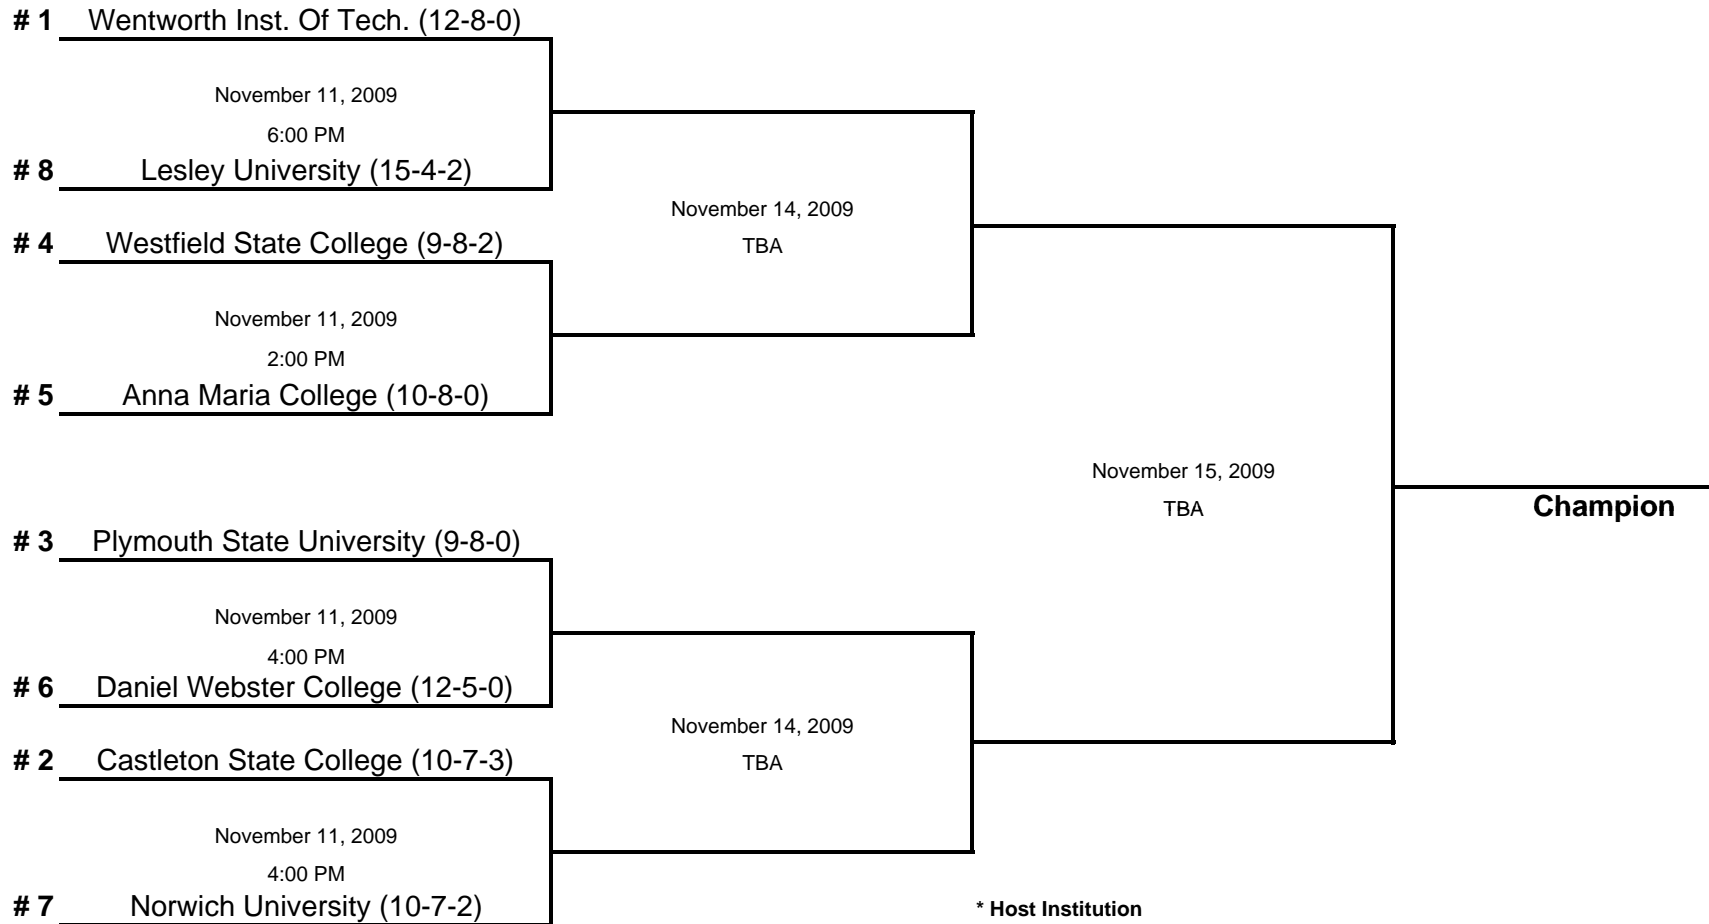 # 1 Wentworth Inst. Of Tech. (12-8-0)
November 11, 2009
6:00 PM
# 8 Lesley University (15-4-2)
November 14, 2009
TBA
# 4 Westfield State College (9-8-2)
November 11, 2009
2:00 PM
# 5 Anna Maria College (10-8-0)
November 15, 2009
TBA
Champion
# 3 Plymouth State University (9-8-0)
November 11, 2009
4:00 PM
# 6 Daniel Webster College (12-5-0)
November 14, 2009
TBA
# 2 Castleton State College (10-7-3)
November 11, 2009
4:00 PM
# 7 Norwich University (10-7-2)
* Host Institution